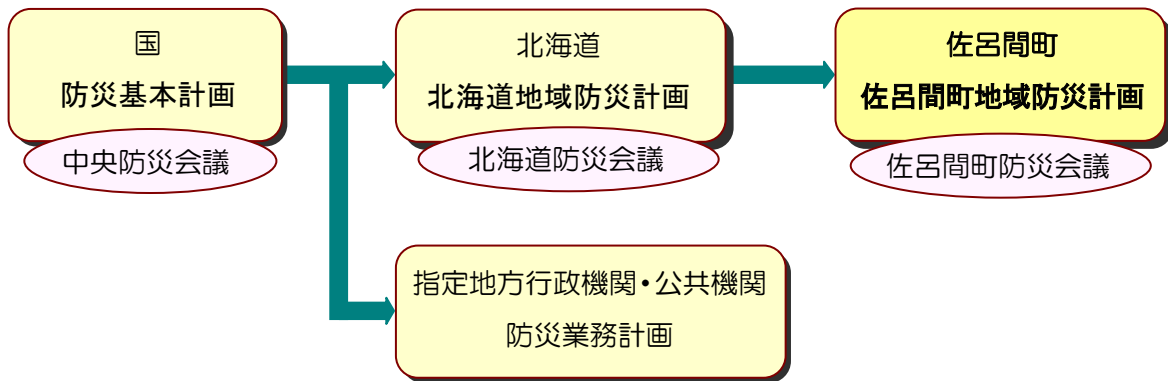 国
防災基本計画
中央防災会議
北海道
北海道地域防災計画
北海道防災会議
佐呂間町
佐呂間町地域防災計画
佐呂間町防災会議
指定地方行政機関・公共機関
防災業務計画